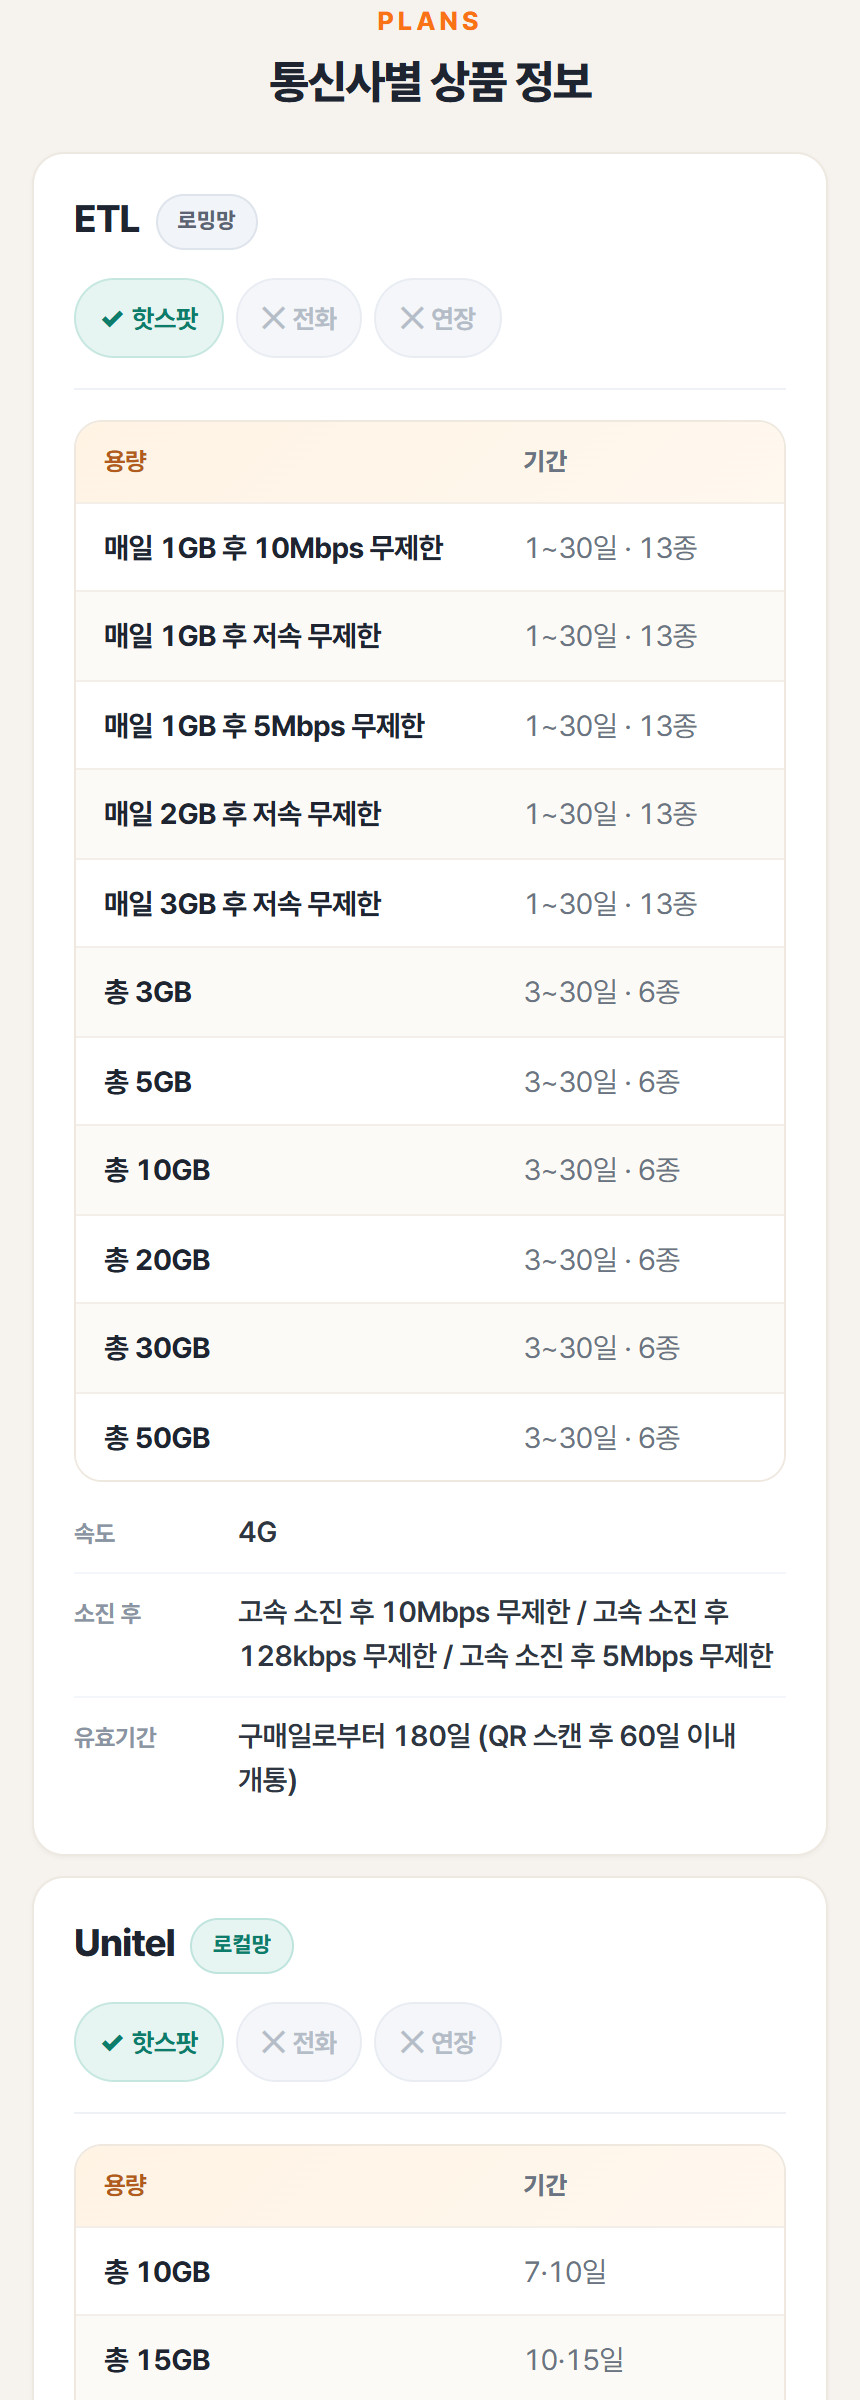 PLANS
통신사별 상품 정보
ETL 로밍망
✓ 핫스팟 ✕ 전화 ✕ 연장
용량 기간
매일 1GB 후 10Mbps 무제한 1~30일 · 13종
매일 1GB 후 저속 무제한 1~30일 · 13종
매일 1GB 후 5Mbps 무제한 1~30일 · 13종
매일 2GB 후 저속 무제한 1~30일 · 13종
매일 3GB 후 저속 무제한 1~30일 · 13종
총 3GB 3~30일 · 6종
총 5GB 3~30일 · 6종
총 10GB 3~30일 · 6종
총 20GB 3~30일 · 6종
총 30GB 3~30일 · 6종
총 50GB 3~30일 · 6종
속도 4G
소진 후 고속 소진 후 10Mbps 무제한 / 고속 소진 후
128kbps 무제한 / 고속 소진 후 5Mbps 무제한
유효기간 구매일로부터 180일 (QR 스캔 후 60일 이내
개통)
Unitel 로컬망
✓ 핫스팟 ✕ 전화 ✕ 연장
용량 기간
총 10GB 7·10일
총 15GB 10·15일